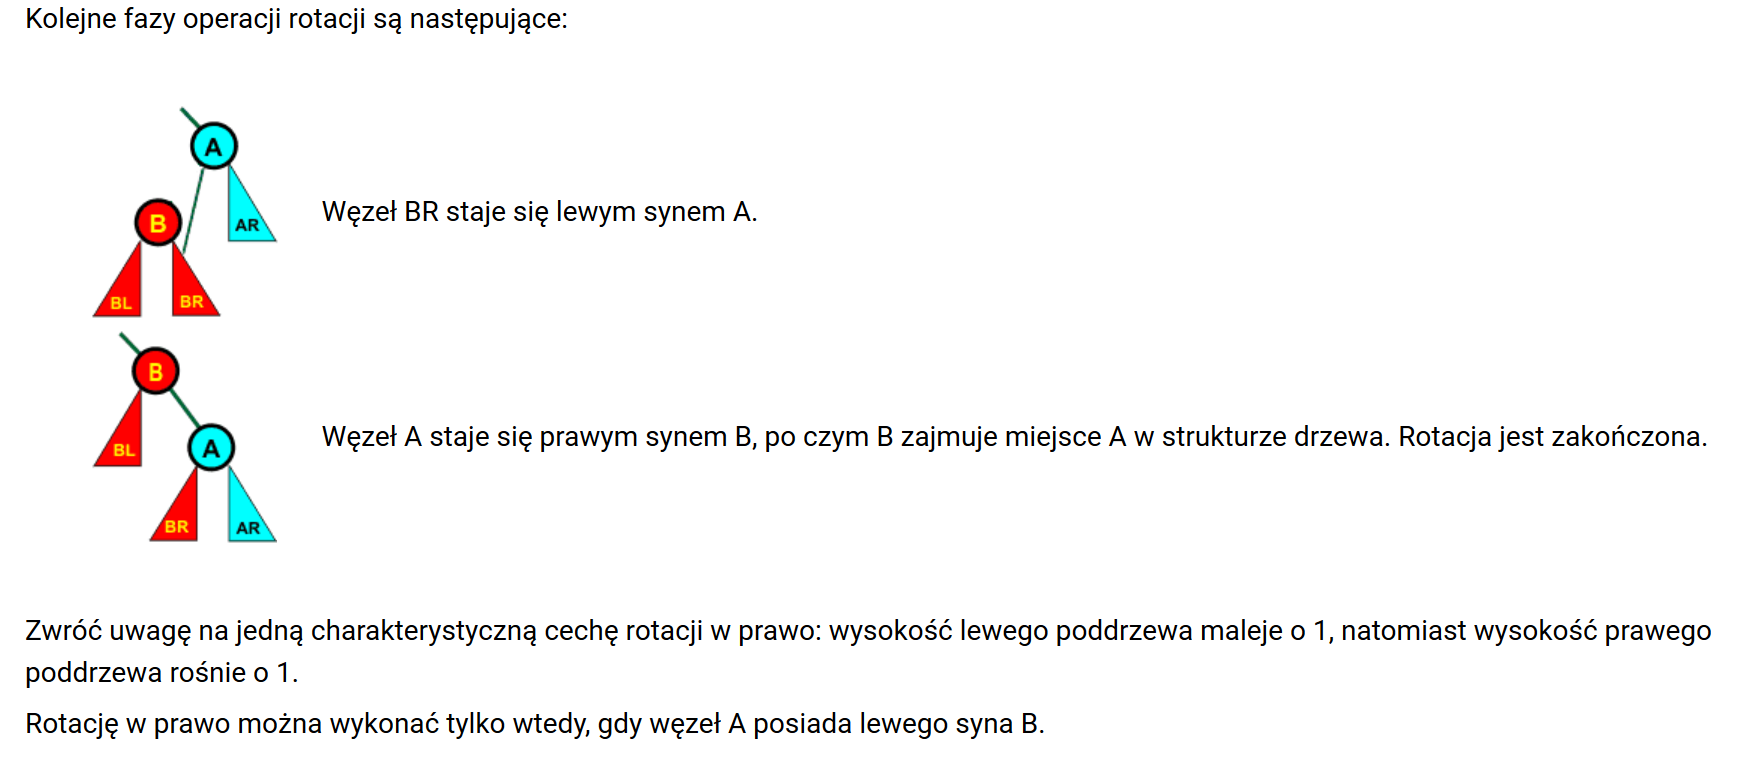 Kolejne fazy operacji rotacji są następujące:
A
B
AR
BL
BR
Węzeł BR staje się lewym synem A.
B
BL
A
BR
AR
Węzeł A staje się prawym synem B, po czym B zajmuje miejsce A w strukturze drzewa. Rotacja jest zakończona.
Zwróć uwagę na jedną charakterystyczną cechę rotacji w prawo: wysokość lewego poddrzewa maleje o 1, natomiast wysokość prawego
poddrzewa rośnie o 1.
Rotację w prawo można wykonać tylko wtedy, gdy węzeł A posiada lewego syna B.